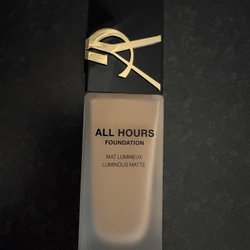 ALL HOURS
FOUNDATION
MAT LUMINEUX
LUMINOUS MATTE